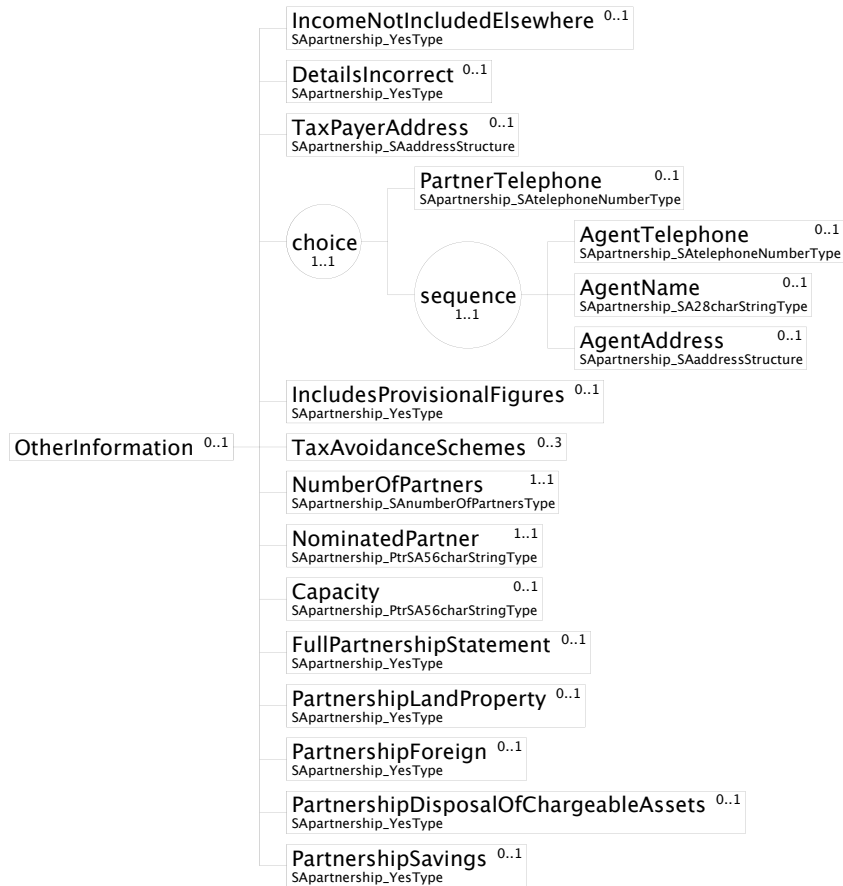 IncomeNotIncludedElsewhere 0..1
SApartnership_YesType
DetailsIncorrect 0..1
SApartnership_YesType
TaxPayerAddress 0..1
SApartnership_SAaddressStructure
PartnerTelephone 0..1
SApartnership_SAtelephoneNumberType
choice
1..1
AgentTelephone 0..1
SApartnership_SAtelephoneNumberType
sequence
1..1
AgentName 0..1
SApartnership_SA28charStringType
AgentAddress 0..1
SApartnership_SAaddressStructure
IncludesProvisionalFigures 0..1
SApartnership_YesType
OtherInformation 0..1
TaxAvoidanceSchemes 0..3
NumberOfPartners 1..1
SApartnership_SAnumberOfPartnersType
NominatedPartner 1..1
SApartnership_PtrSA56charStringType
Capacity 0..1
SApartnership_PtrSA56charStringType
FullPartnershipStatement 0..1
SApartnership_YesType
PartnershipLandProperty 0..1
SApartnership_YesType
PartnershipForeign 0..1
SApartnership_YesType
PartnershipDisposalOfChargeableAssets 0..1
SApartnership_YesType
PartnershipSavings 0..1
SApartnership_YesType